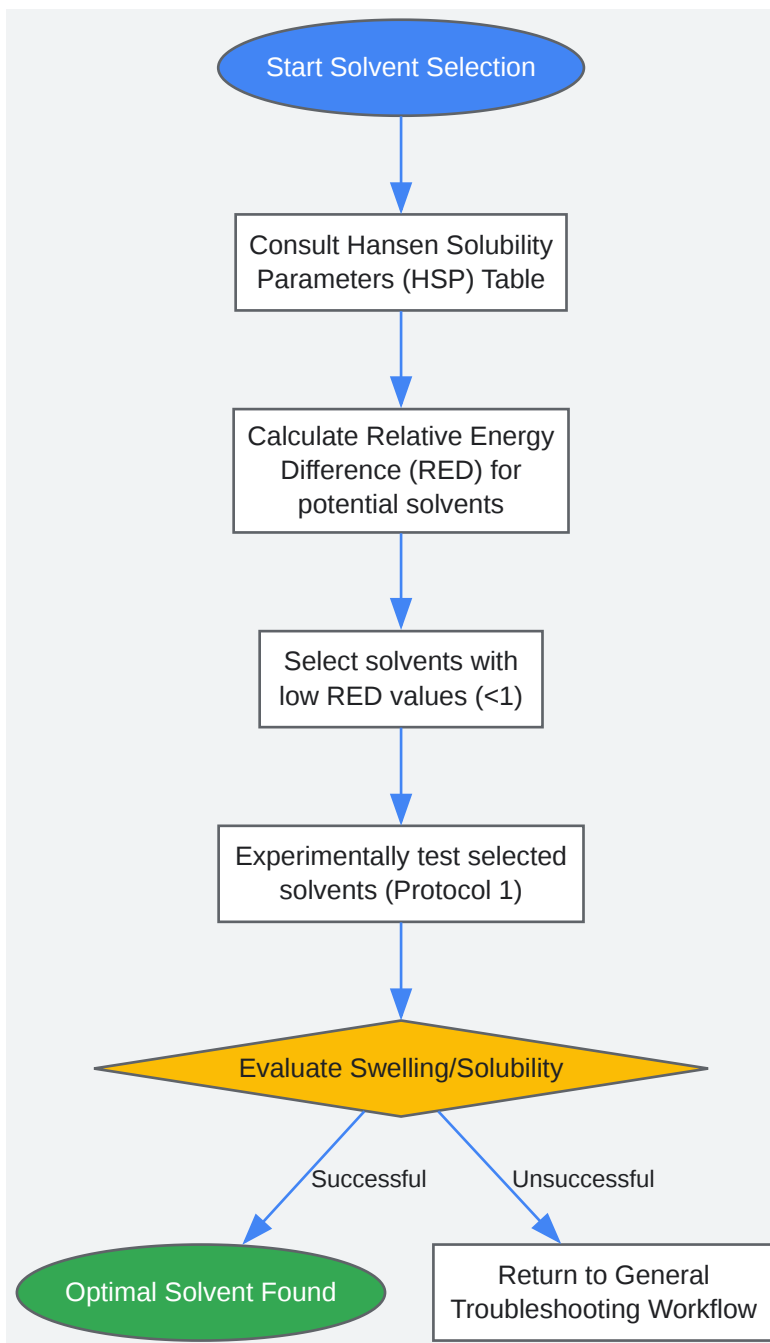 Start Solvent Selection
Consult Hansen Solubility
Parameters (HSP) Table
Calculate Relative Energy
Difference (RED) for
potential solvents
Select solvents with
low RED values (<1)
Experimentally test selected
solvents (Protocol 1)
Evaluate Swelling/Solubility
Successful
Unsuccessful
Optimal Solvent Found
Return to General
Troubleshooting Workflow